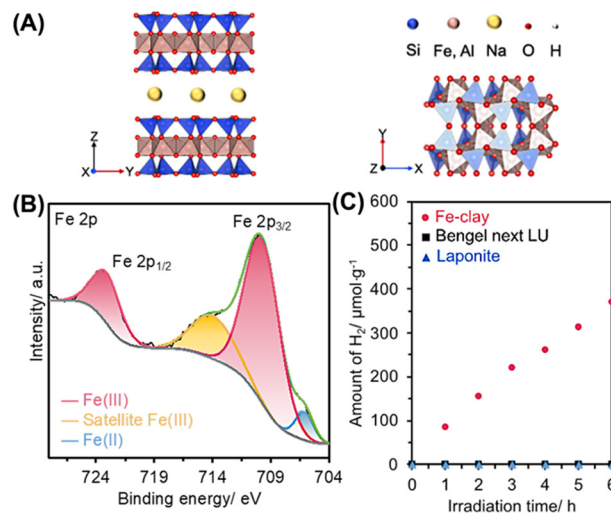 (A)
Si Fe, Al Na O H
Z
X Y
Y
Z X
(B)
Fe 2p
Fe 2p3/2
Fe 2p1/2
Intensity/ a.u.
Fe(III)
Satellite Fe(III)
Fe(II)
724 719 714 709 704
Binding energy/ eV
(C)
600
500
400
300
200
100
0
Fe-clay
Bengel next LU
Laponite
Amount of H2/ μmol·g-1
0 1 2 3 4 5 6
Irradiation time/ h